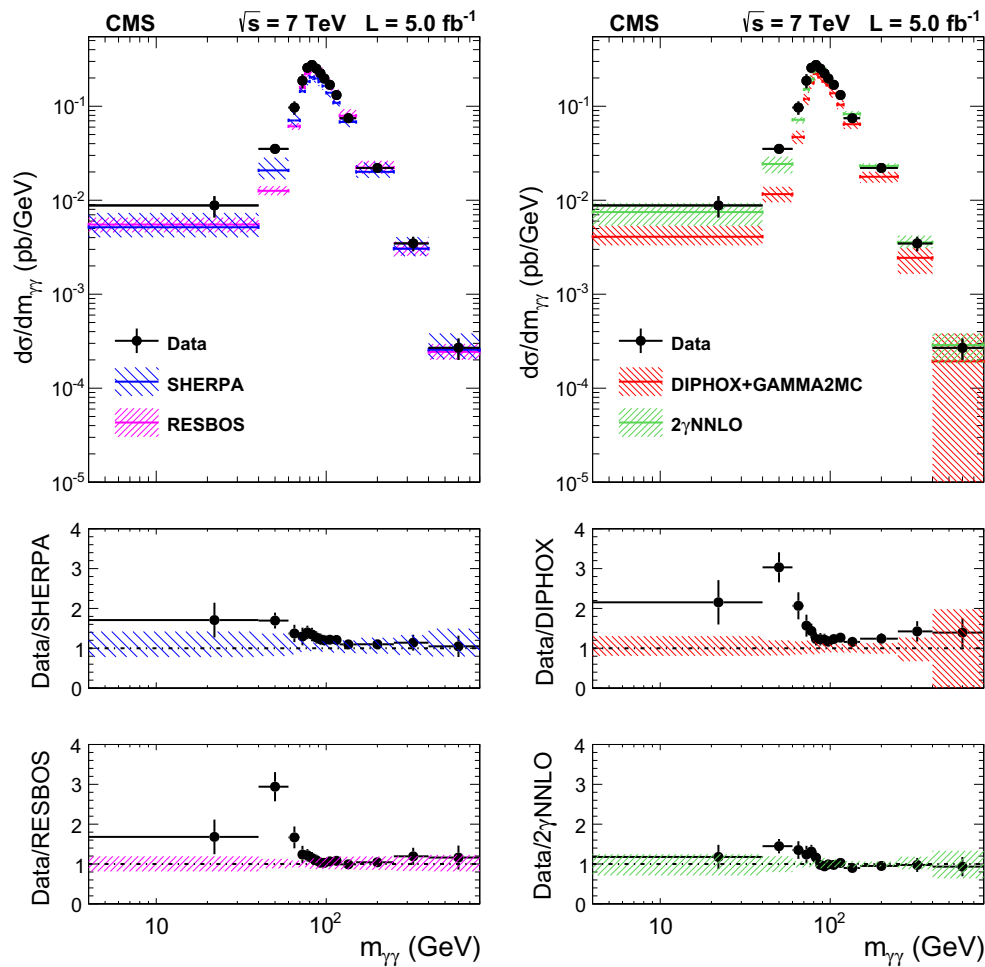 CMS √s = 7 TeV L = 5.0 fb⁻¹
dσ/dm_γγ (pb/GeV)
10⁻¹
10⁻²
10⁻³
10⁻⁴
10⁻⁵
Data
SHERPA
RESBOS
CMS √s = 7 TeV L = 5.0 fb⁻¹
dσ/dm_γγ (pb/GeV)
10⁻¹
10⁻²
10⁻³
10⁻⁴
10⁻⁵
Data
DIPHOX+GAMMA2MC
2γNNLO
Data/SHERPA
4
3
2
1
0
Data/DIPHOX
4
3
2
1
0
Data/RESBOS
4
3
2
1
0
10 10²
m_γγ (GeV)
Data/2γNNLO
4
3
2
1
0
10 10²
m_γγ (GeV)